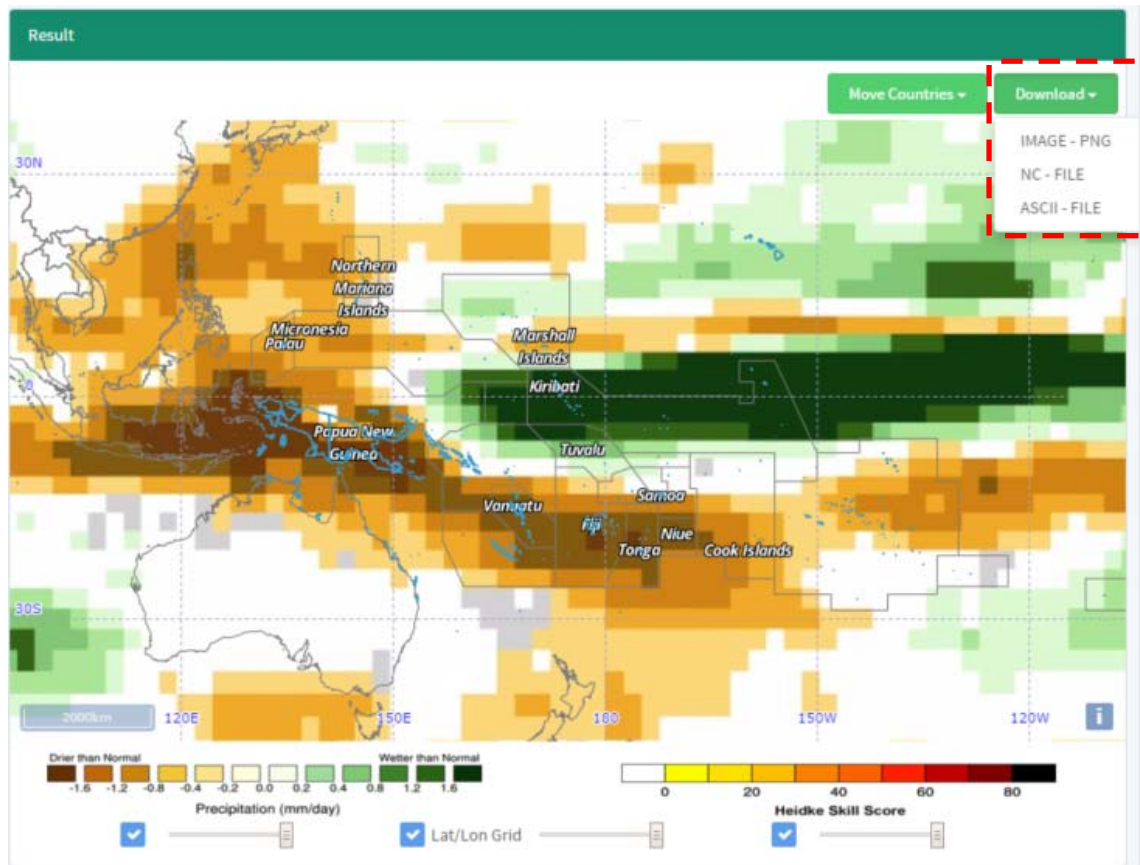 Result
Move Countries
Download
IMAGE - PNG
NC - FILE
ASCII - FILE
30N
Northern
Mariana
Islands
Micronesia
Palau
Marshall
Islands
0
Kiribati
Papua New
Guinea
Tuvalu
Vanuatu
Samoa
Fiji
Niue
Tonga
Cook Islands
30S
2000km
120E
150E
180
150W
120W
i
Drier than Normal
Wetter than Normal
-1.6 -1.2 -0.8 -0.4 -0.2 0.0 0.2 0.4 0.8 1.2 1.6
Precipitation (mm/day)
0 20 40 60 80
Heidke Skill Score
Lat/Lon Grid